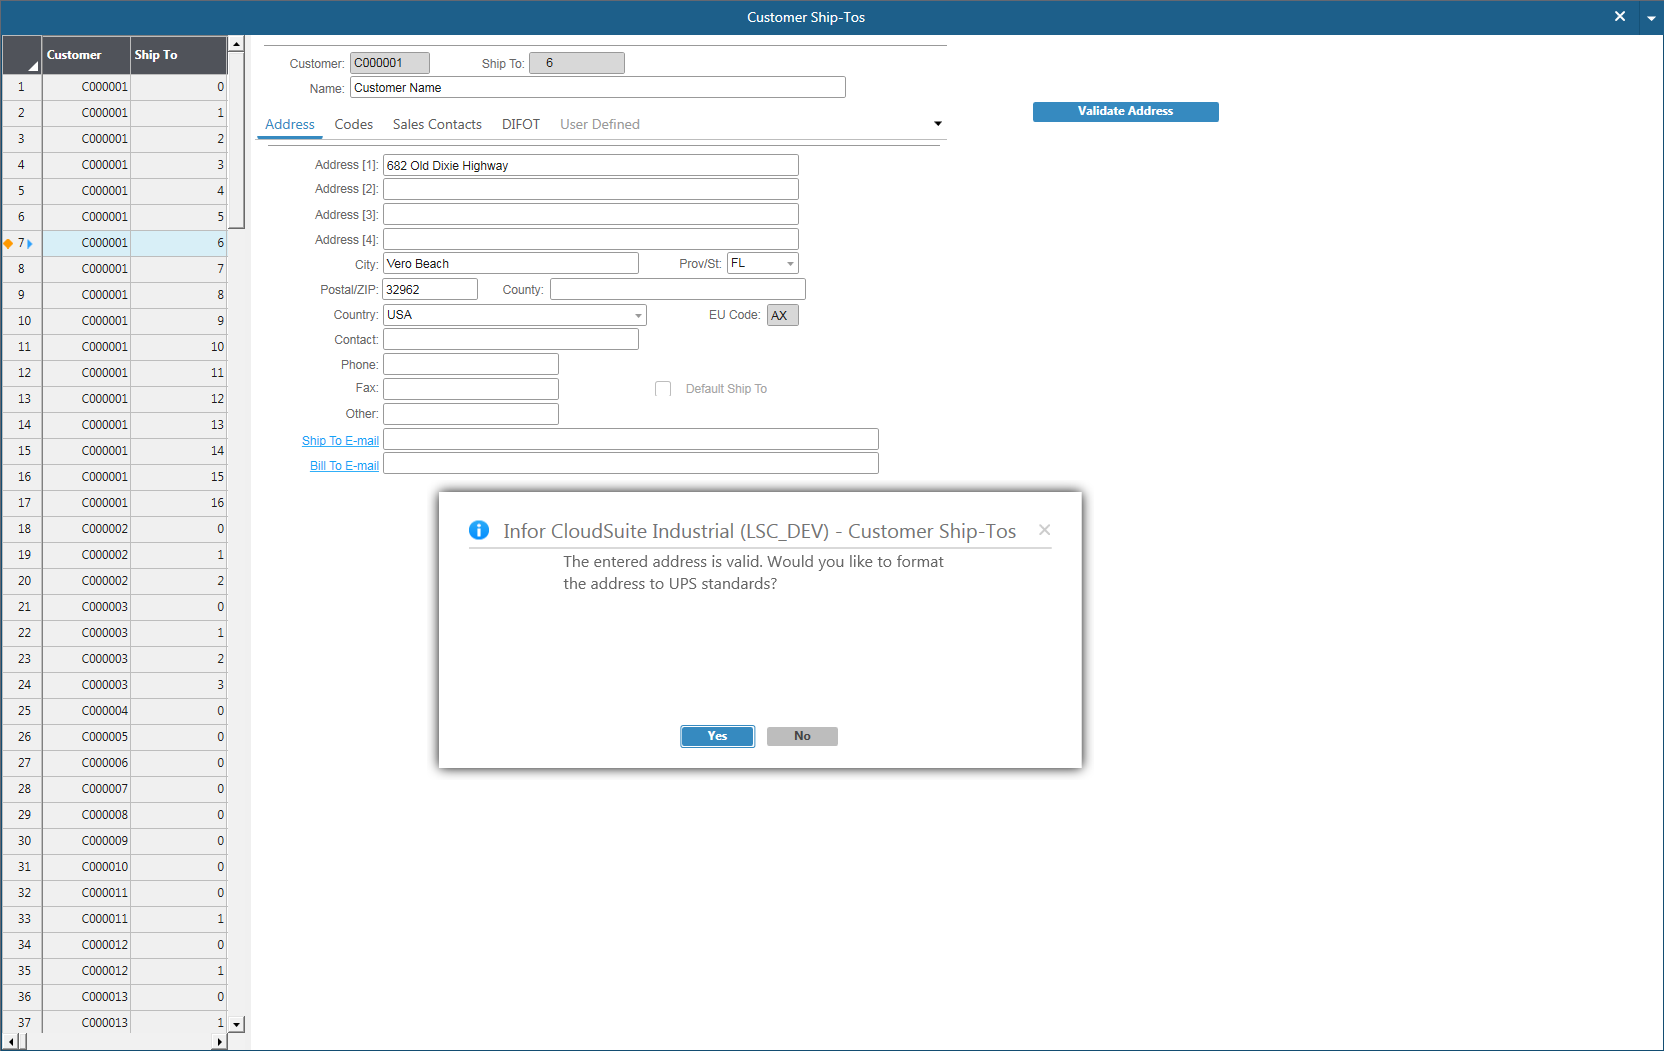 Customer Ship-Tos
Customer Ship To
1 C000001 0
2 C000001 1
3 C000001 2
4 C000001 3
5 C000001 4
6 C000001 5
7 C000001 6
8 C000001 7
9 C000001 8
10 C000001 9
11 C000001 10
12 C000001 11
13 C000001 12
14 C000001 13
15 C000001 14
16 C000001 15
17 C000001 16
18 C000002 0
19 C000002 1
20 C000002 2
21 C000003 0
22 C000003 1
23 C000003 2
24 C000003 3
25 C000004 0
26 C000005 0
27 C000006 0
28 C000007 0
29 C000008 0
30 C000009 0
31 C000010 0
32 C000011 0
33 C000011 1
34 C000012 0
35 C000012 1
36 C000013 0
37 C000013 1
Customer: C000001 Ship To: 6
Name: Customer Name
Validate Address
Address Codes Sales Contacts DIFOT User Defined
Address [1]: 682 Old Dixie Highway
Address [2]:
Address [3]:
Address [4]:
City: Vero Beach Prov/St: FL
Postal/ZIP: 32962 County:
Country: USA EU Code: AX
Contact:
Phone:
Fax: Default Ship To
Other:
Ship To E-mail
Bill To E-mail
Infor CloudSuite Industrial (LSC_DEV) - Customer Ship-Tos
The entered address is valid. Would you like to format
the address to UPS standards?
Yes No